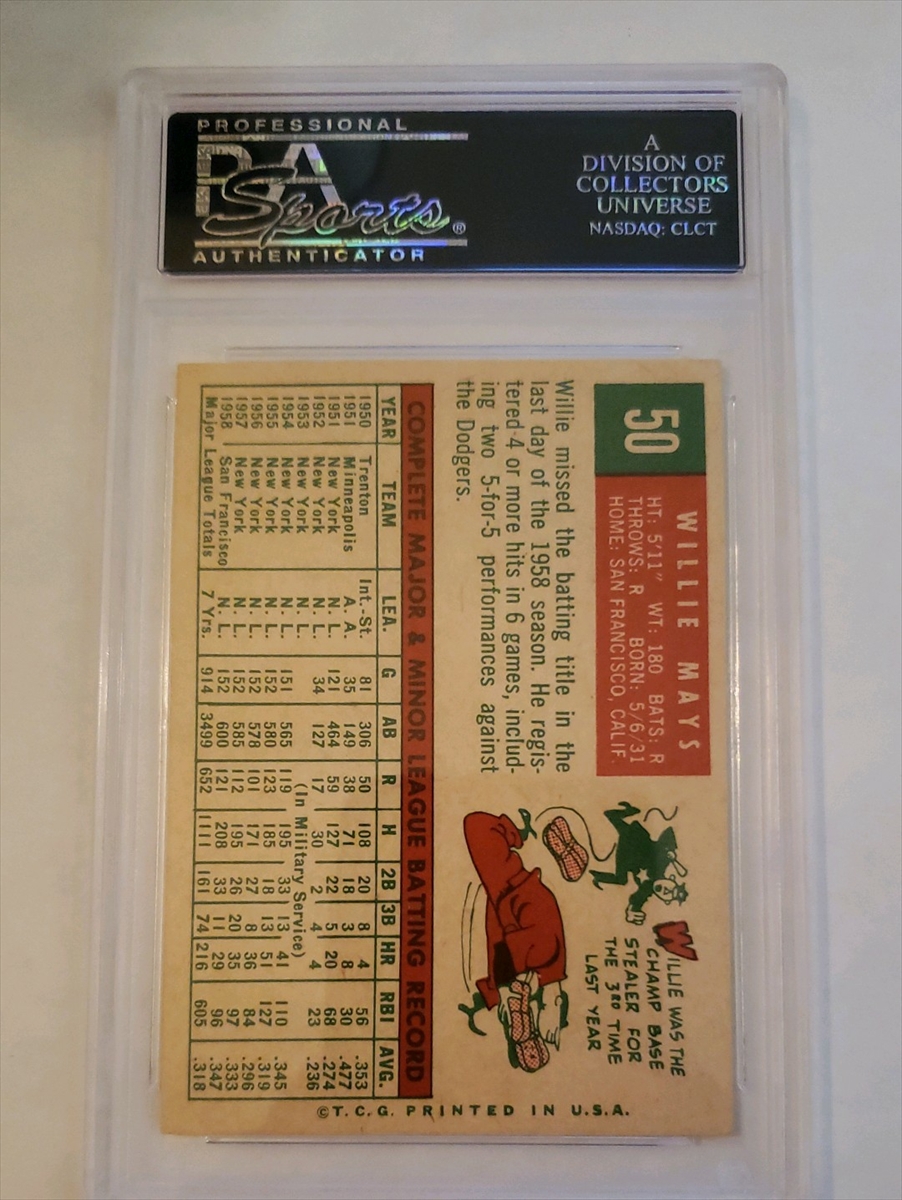 PROFESSIONAL
PSA
Sports®
AUTHENTICATOR
A
DIVISION OF
COLLECTORS
UNIVERSE
NASDAQ: CLCT
50
WILLIE MAYS
HT: 5'11" WT: 180 BATS: R
THROWS: R BORN: 5/6/31
HOME: SAN FRANCISCO, CALIF.
Willie missed the batting title in the
last day of the 1958 season. He regis-
tered 4 or more hits in 6 games, includ-
ing two 5-for-5 performances against
the Dodgers.
WILLIE WAS THE
CHAMP BASE
STEALER FOR
THE 3RD TIME
LAST YEAR
COMPLETE MAJOR & MINOR LEAGUE BATTING RECORD
YEAR TEAM LEA. G AB R H 2B 3B HR RBI AVG.
1950 Trenton Int.-St. 81 306 50 108 20 8 4 56 .353
1951 Minneapolis A. A. 35 149 38 71 18 3 8 30 .477
1951 New York N. L. 121 464 59 127 22 5 20 68 .274
1952 New York N. L. 34 127 17 30 2 4 4 23 .236
1953 New York N. L. (In Military Service)
1954 New York N. L. 151 565 119 195 33 13 41 110 .345
1955 New York N. L. 152 580 123 185 18 13 51 127 .319
1956 New York N. L. 152 578 101 171 27 8 36 84 .296
1957 New York N. L. 152 585 112 195 26 20 35 97 .333
1958 San Francisco N. L. 152 600 121 208 33 11 29 96 .347
Major League Totals 7 Yrs. 914 3499 652 1111 161 74 216 605 .318
©T.C.G. PRINTED IN U.S.A.